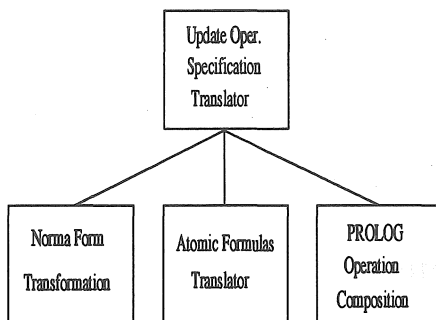 Update Oper.
Specification
Translator
Norma Form
Transformation
Atomic Formulas
Translator
PROLOG
Operation
Composition